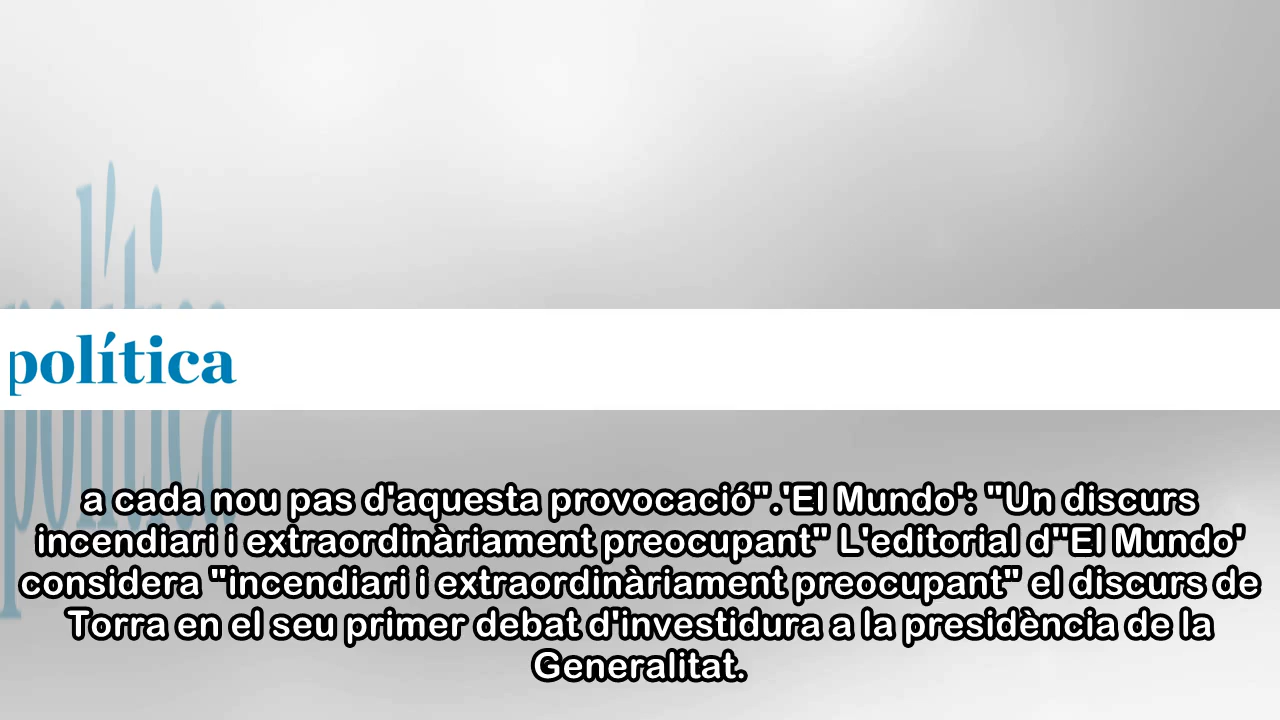 política
a cada nou pas d'aquesta provocació".'El Mundo': "Un discurs
incendiari i extraordinàriament preocupant" L'editorial d''El Mundo'
considera "incendiari i extraordinàriament preocupant" el discurs de
Torra en el seu primer debat d'investidura a la presidència de la
Generalitat.